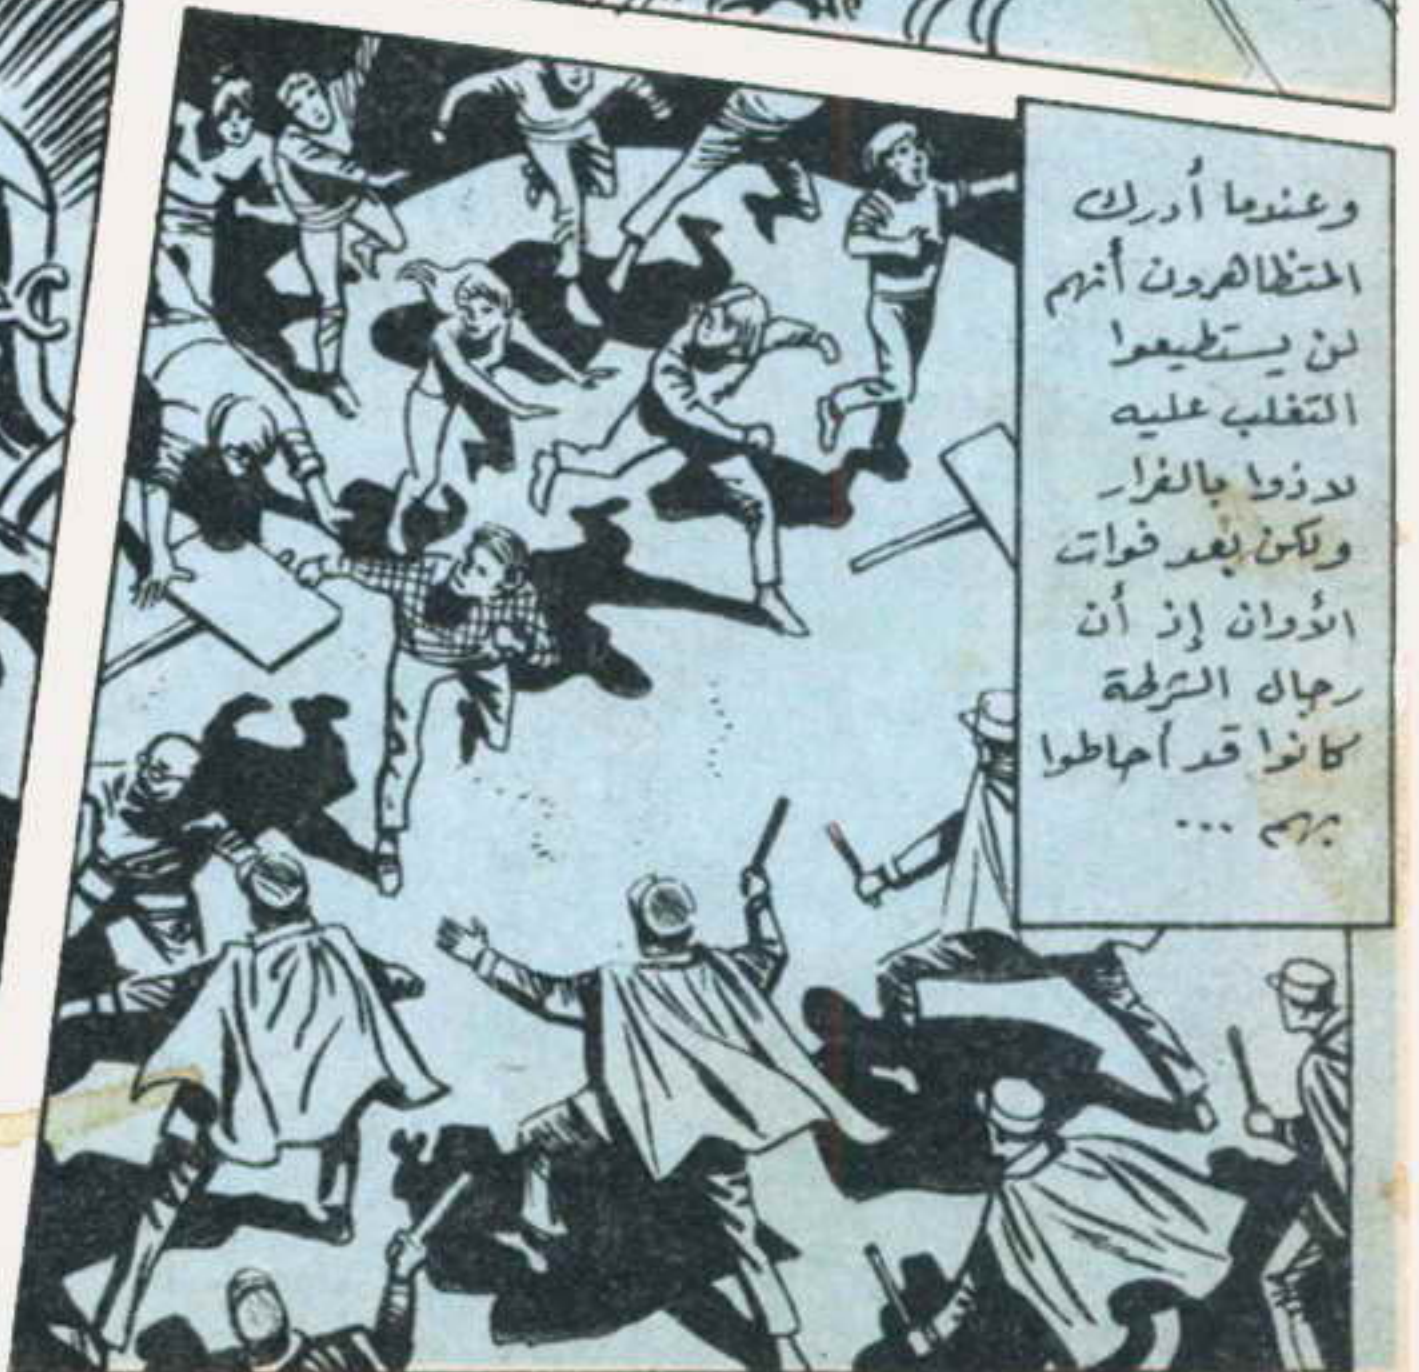 وعندما أدرك
المتظاهرون أنهم
لن يستطيعوا
التغلب عليه
لاذوا بالفرار
ولكن بعد فوات
الأوان إذ أن
رجال الشرطة
كانوا قد أحاطوا
بهم ...